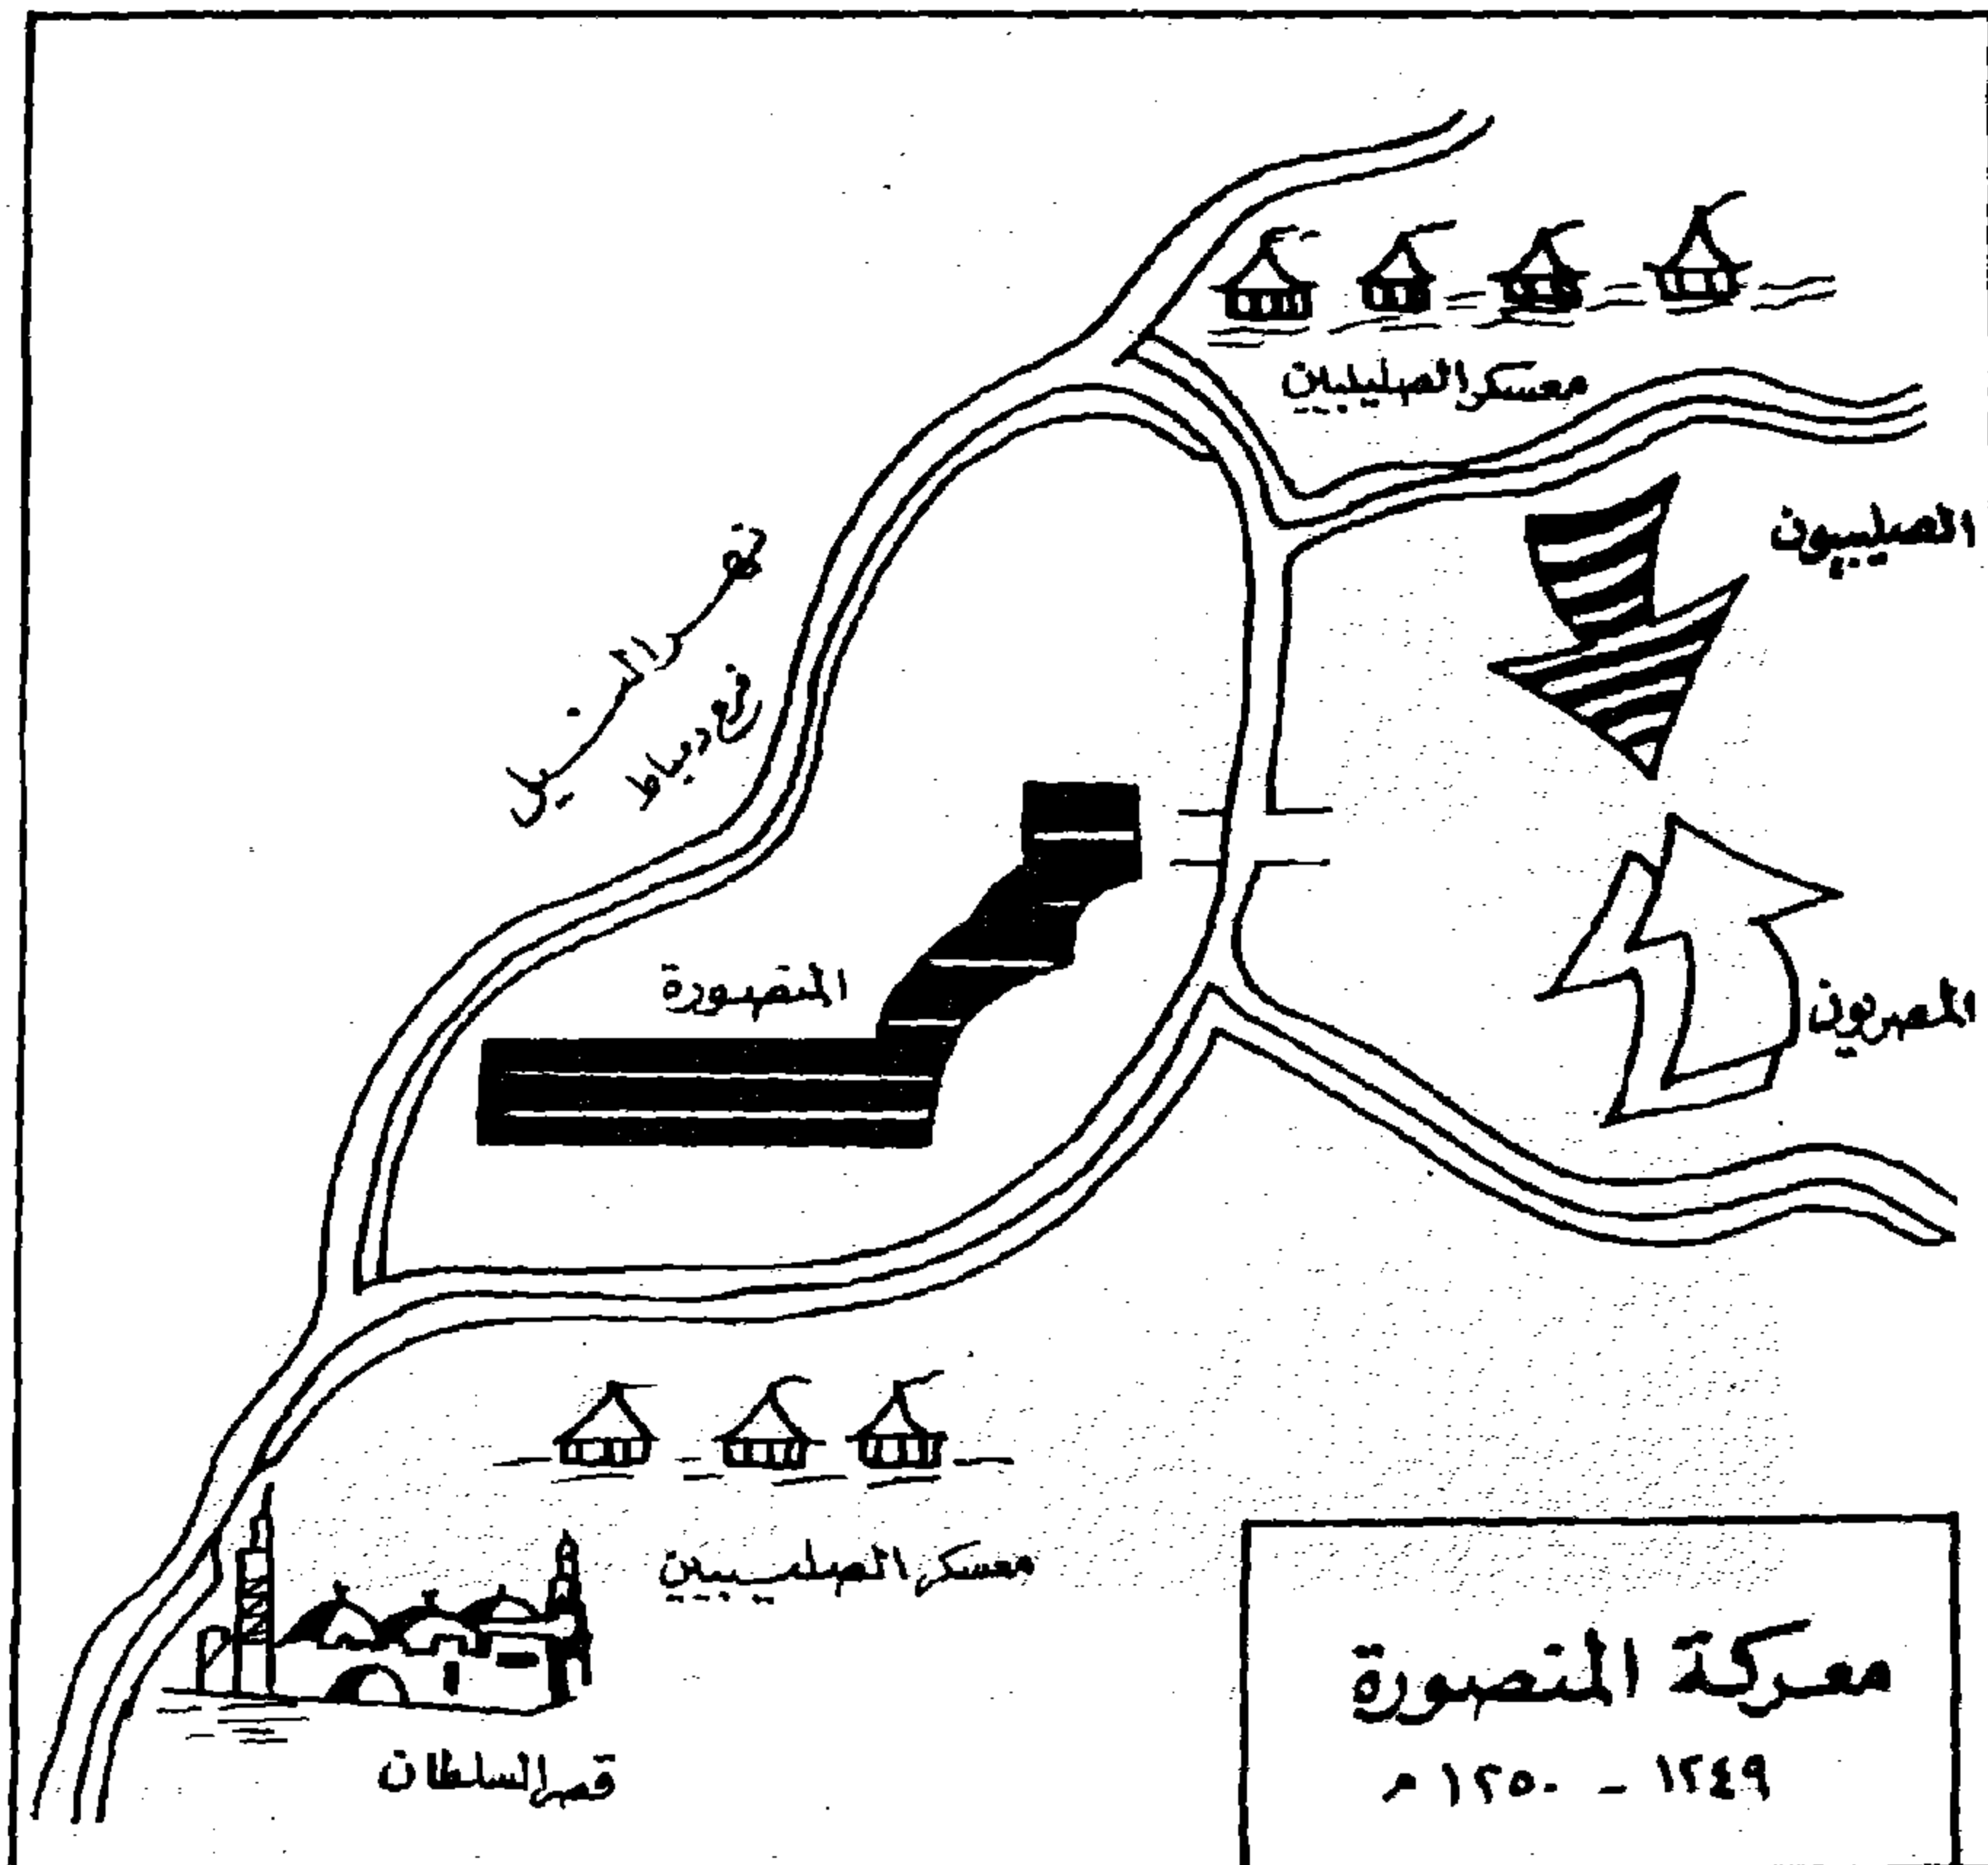 معسكر الصليبيين
الصليبيون
نهر النيل
فرع دمياط
المنصورة
المصريون
معسكر الصليبيين
قصر السلطان
معركة المنصورة
١٢٤٩ - ١٢٥٠ م